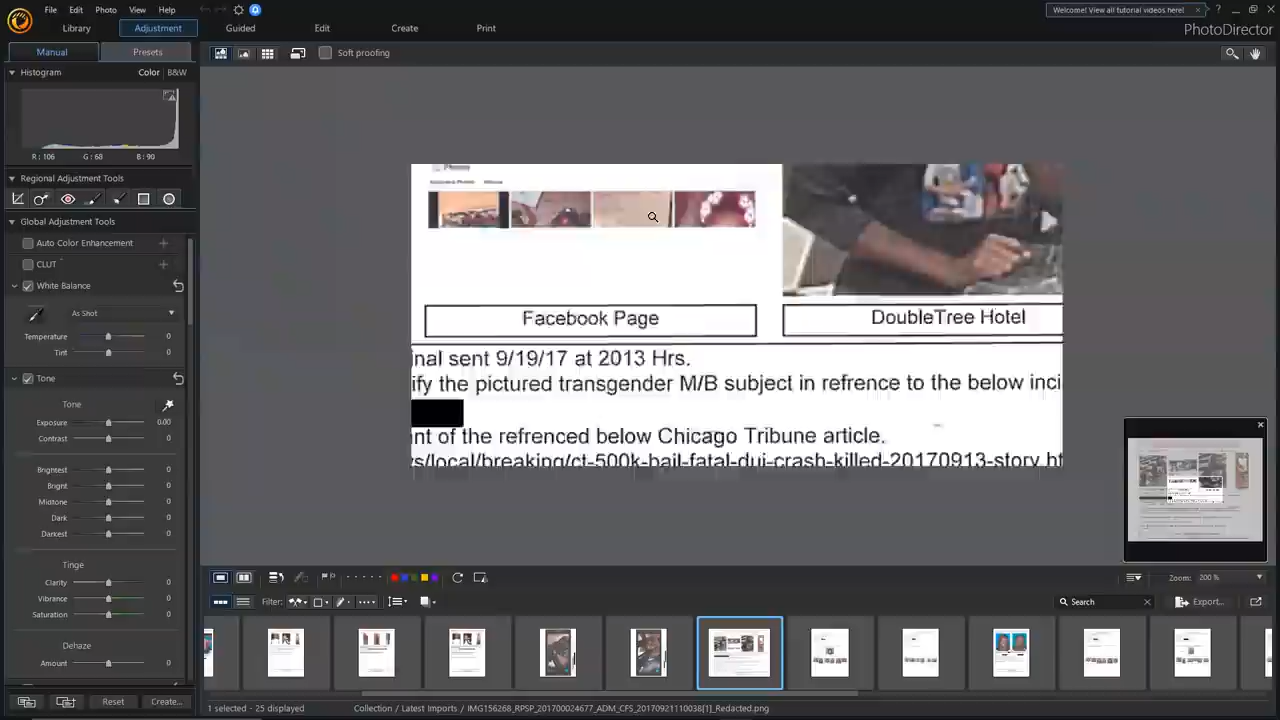 File Edit Photo View Help
Welcome! View all tutorial videos here!
Library Adjustment Guided Edit Create Print
PhotoDirector
Manual Presets
Soft proofing
Histogram Color B&W
R : 106 G : 68 B : 90
Regional Adjustment Tools
Global Adjustment Tools
Auto Color Enhancement
CLUT
White Balance
As Shot
Temperature 0
Tint 0
Tone
Tone
Exposure 0.00
Contrast 0
Brightest 0
Bright 0
Midtone 0
Dark 0
Darkest 0
Tinge
Clarity 0
Vibrance 0
Saturation 0
Dehaze
Amount 0
Reset Create...
Photos
Facebook Page
DoubleTree Hotel
inal sent 9/19/17 at 2013 Hrs.
ify the pictured transgender M/B subject in refrence to the below inci
nt of the refrenced below Chicago Tribune article.
s/local/breaking/ct-500k-bail-fatal-dui-crash-killed-20170913-story.ht
Zoom: 200 %
Filter:
Search
Export...
1 selected - 25 displayed
Collection / Latest Imports / IMG156268_RPSP_201700024677_ADM_CFS_20170921110038[1]_Redacted.png